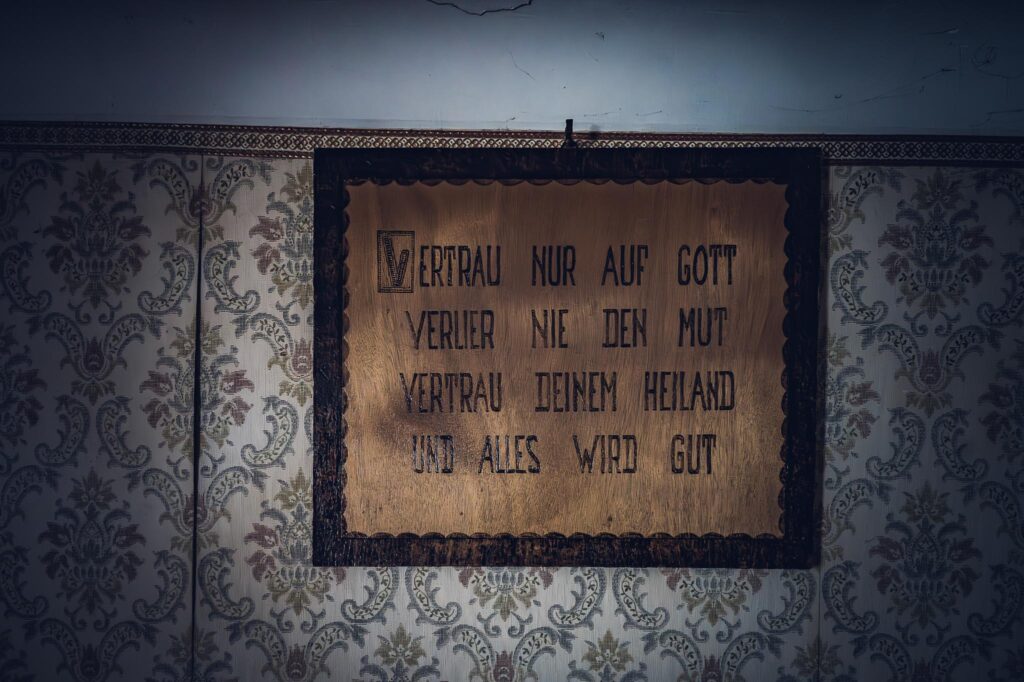 VERTRAU NUR AUF GOTT
VERLIER NIE DEN MUT
VERTRAU DEINEM HEILAND
UND ALLES WIRD GUT